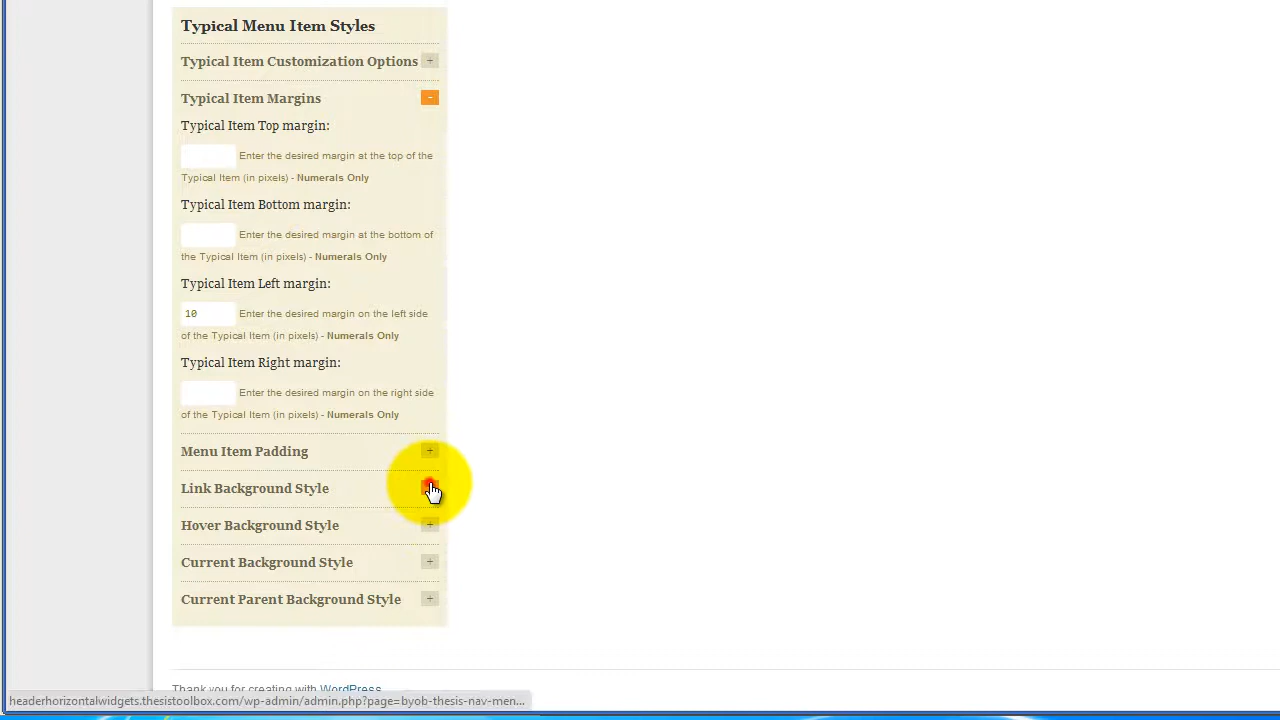 Typical Menu Item Styles
Typical Item Customization Options +
Typical Item Margins -
Typical Item Top margin:
Enter the desired margin at the top of the
Typical Item (in pixels) - Numerals Only
Typical Item Bottom margin:
Enter the desired margin at the bottom of
the Typical Item (in pixels) - Numerals Only
Typical Item Left margin:
10 Enter the desired margin on the left side
of the Typical Item (in pixels) - Numerals Only
Typical Item Right margin:
Enter the desired margin on the right side
of the Typical Item (in pixels) - Numerals Only
Menu Item Padding +
Link Background Style
Hover Background Style +
Current Background Style +
Current Parent Background Style +
Thank you for creating with WordPress
headerhorizontalwidgets.thesistoolbox.com/wp-admin/admin.php?page=byob-thesis-nav-men...